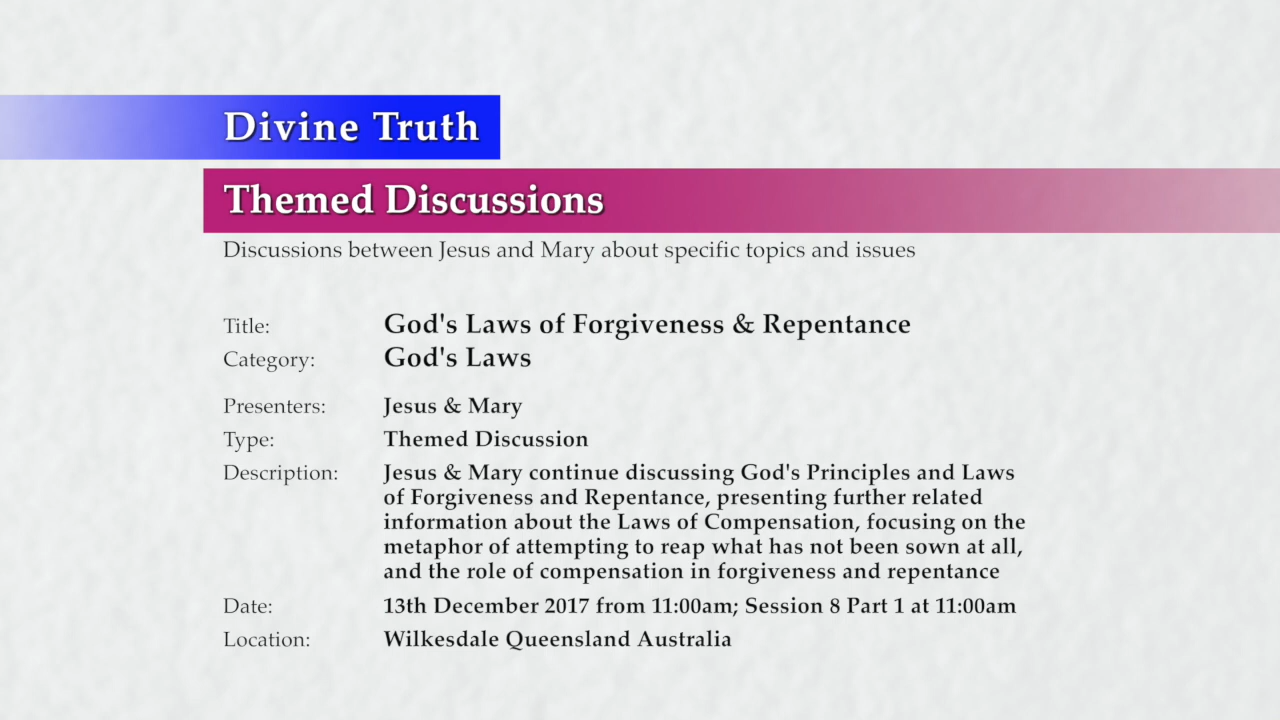 Divine Truth
Themed Discussions
Discussions between Jesus and Mary about specific topics and issues
Title: God's Laws of Forgiveness & Repentance
Category: God's Laws
Presenters: Jesus & Mary
Type: Themed Discussion
Description: Jesus & Mary continue discussing God's Principles and Laws
of Forgiveness and Repentance, presenting further related
information about the Laws of Compensation, focusing on the
metaphor of attempting to reap what has not been sown at all,
and the role of compensation in forgiveness and repentance
Date: 13th December 2017 from 11:00am; Session 8 Part 1 at 11:00am
Location: Wilkesdale Queensland Australia